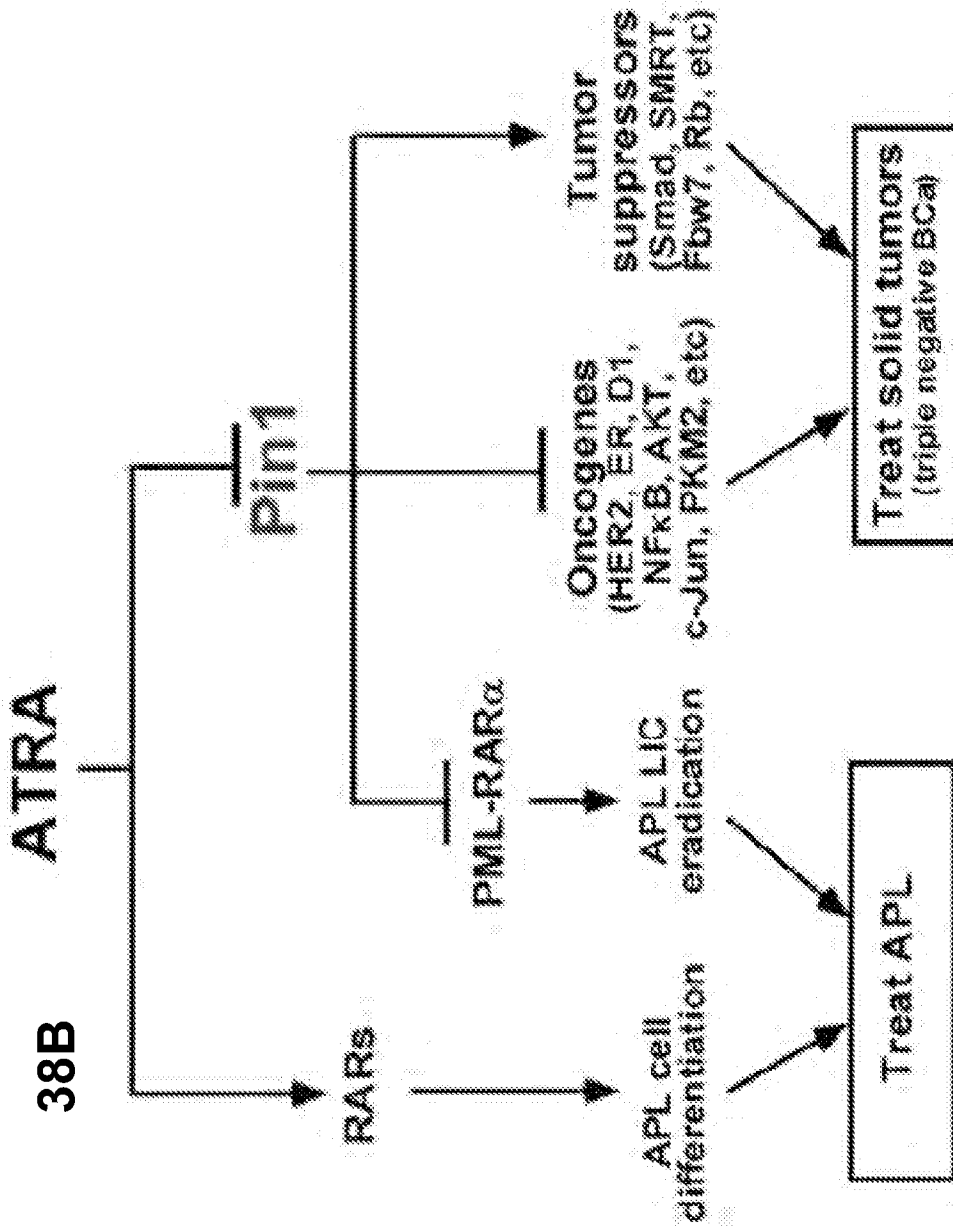 38B
ATRA
RARs
Pin1
PML-RARα
APL cell
differentiation
APL LIC
eradication
Oncogenes
(HER2, ER, D1,
NFκB, AKT,
c-Jun, PKM2, etc)
Tumor
suppressors
(Smad, SMRT,
Fbw7, Rb, etc)
Treat APL
Treat solid tumors
(triple negative BCa)